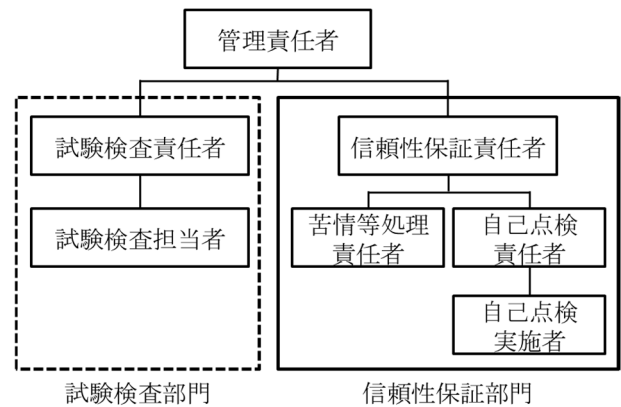 管理責任者
試験検査責任者
信頼性保証責任者
試験検査担当者
苦情等処理
責任者
自己点検
責任者
自己点検
実施者
試験検査部門
信頼性保証部門